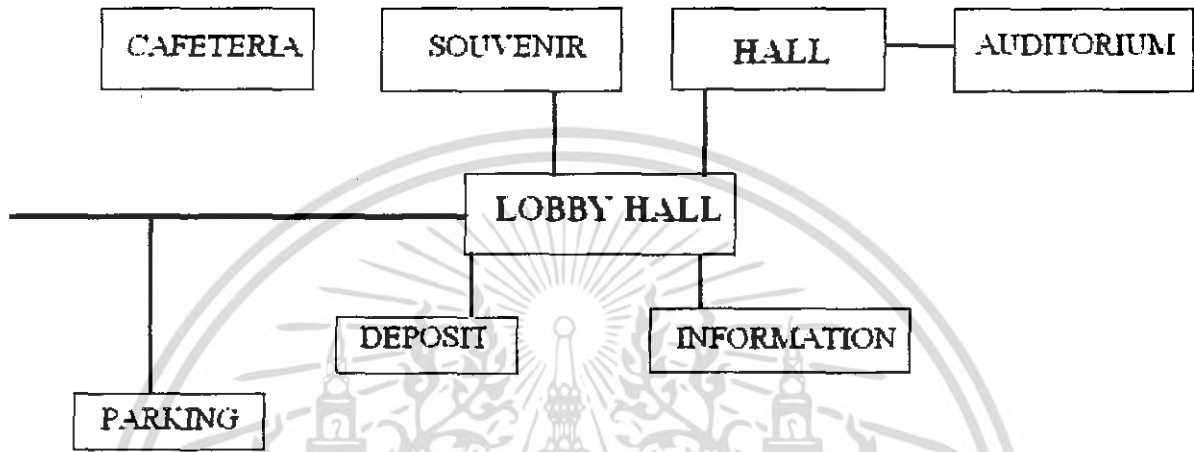 CAFETERIA
SOUVENIR
HALL
AUDITORIUM
LOBBY HALL
DEPOSIT
INFORMATION
PARKING